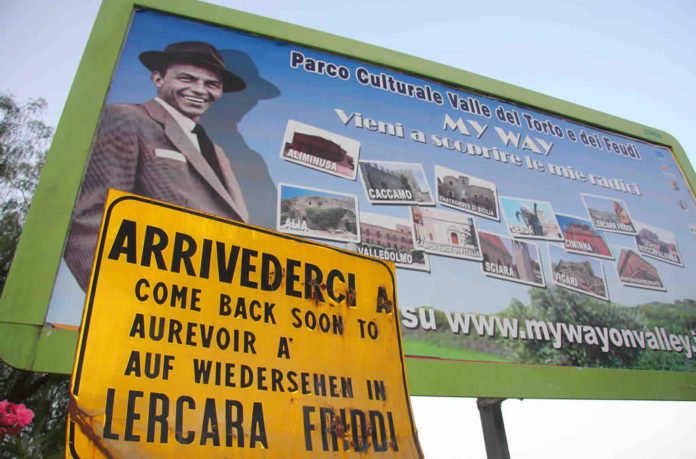 Parco Culturale Valle del Torto e dei Feudi
MY WAY
Vieni a scoprire le mie radici
ALIMINUSA
CACCAMO
CASTRONOVO DI SICILIA
CERDA
LERCARA FRIDDI
ALIA
VALLEDOLMO
CAMPOFELICE DI FITALIA
SCIARA
CIMINNA
ROCCAPALUMBA
VICARI
su www.mywayonvalley.
ARRIVEDERCI A
COME BACK SOON TO
AUREVOIR A'
AUF WIEDERSEHEN IN
LERCARA FRIDDI